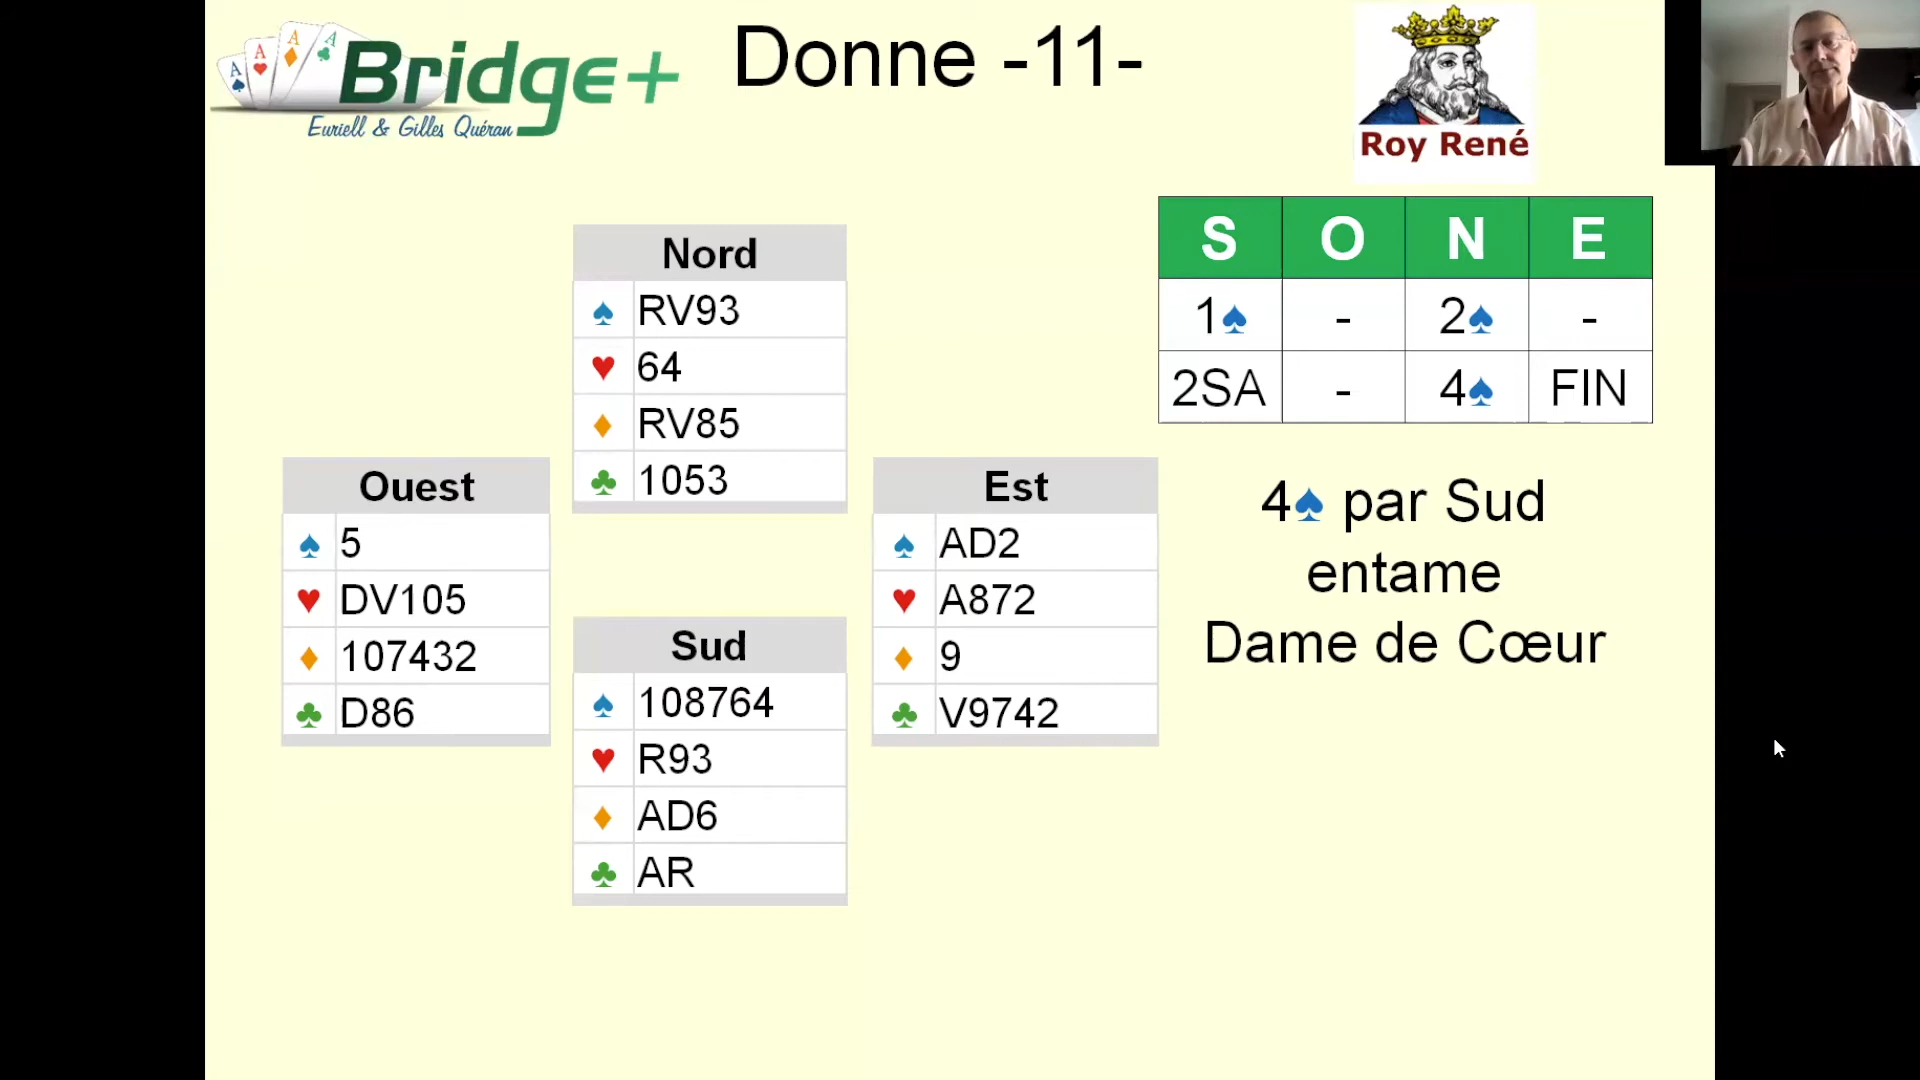 Bridge+
Euriell & Gilles Quéran
Donne -11-
Roy René
S O N E
1♠ - 2♠ -
2SA - 4♠ FIN
Nord
♠ RV93
♥ 64
♦ RV85
♣ 1053
Ouest
♠ 5
♥ DV105
♦ 107432
♣ D86
Est
♠ AD2
♥ A872
♦ 9
♣ V9742
Sud
♠ 108764
♥ R93
♦ AD6
♣ AR
4♠ par Sud
entame
Dame de Cœur
A A A A